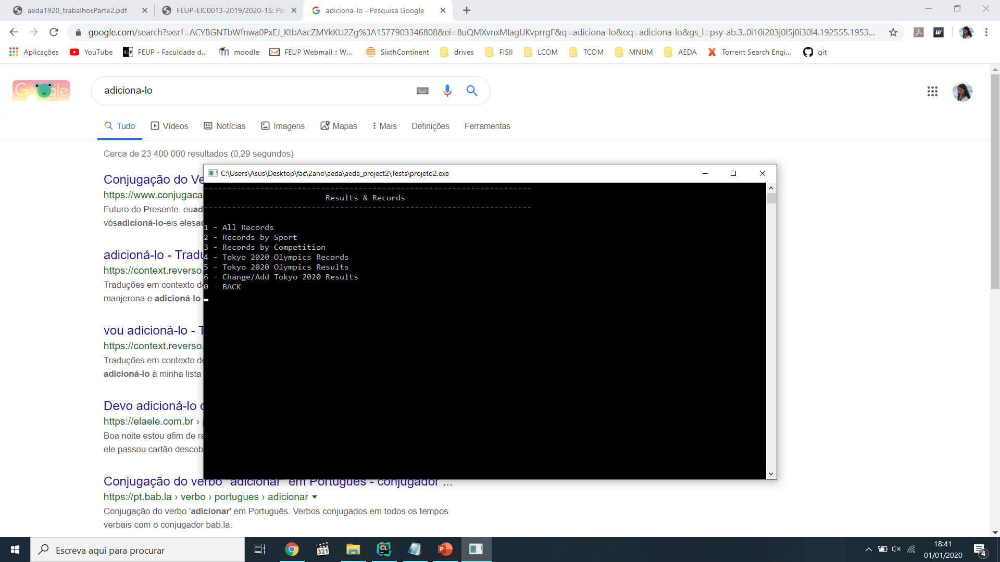 aeda1920_trabalhosParte2.pdf
FEUP-EIC0013-2019/2020-1S: Pa
adiciona-lo - Pesquisa Google
google.com/search?sxsrf=ACYBGNTbWfnwa0PxEJ_KtbAacZMYkKU2Zg%3A1577903346808&ei=8uQMXvnxMIagUKvprrgF&q=adiciona-lo&oq=adiciona-lo&gs_l=psy-ab.3..0i10i203j0l5j0i30l4.192555.1953...
Aplicações
YouTube
FEUP - Faculdade d...
moodle
FEUP Webmail :: W...
SixthContinent
drives
FISII
LCOM
TCOM
MNUM
AEDA
Torrent Search Engi...
git
Google
adiciona-lo
Tudo
Vídeos
Notícias
Imagens
Mapas
Mais
Definições
Ferramentas
Cerca de 23 400 000 resultados (0,29 segundos)
Conjugação do Ve
https://www.conjugaca
Futuro do Presente. euad
vósadicioná-lo-eis elesad
adicioná-lo - Tradu
https://context.reverso.
Traduções em contexto de
manjerona e adicioná-lo
vou adicioná-lo - T
https://context.reverso.
Traduções em contexto de
adicioná-lo à minha lista
Devo adicioná-lo o
https://elaele.com.br ›
Boa noite estou afim de ra
ele passou cartão descob
Conjugação do verbo "adicionar" em Português - conjugador ...
https://pt.bab.la › verbo › portugues › adicionar
Conjugação do verbo 'adicionar' em Português. Verbos conjugados em todos os tempos
verbais com o conjugador bab.la.
C:\Users\Asus\Desktop\fac\2ano\aeda\aeda_project2\Tests\projeto2.exe
----------------------------------------------------------------------
Results & Records
----------------------------------------------------------------------
1 - All Records
2 - Records by Sport
3 - Records by Competition
4 - Tokyo 2020 Olympics Records
5 - Tokyo 2020 Olympics Results
6 - Change/Add Tokyo 2020 Results
0 - BACK
Escreva aqui para procurar
321
CL
P
18:41
01/01/2020
4